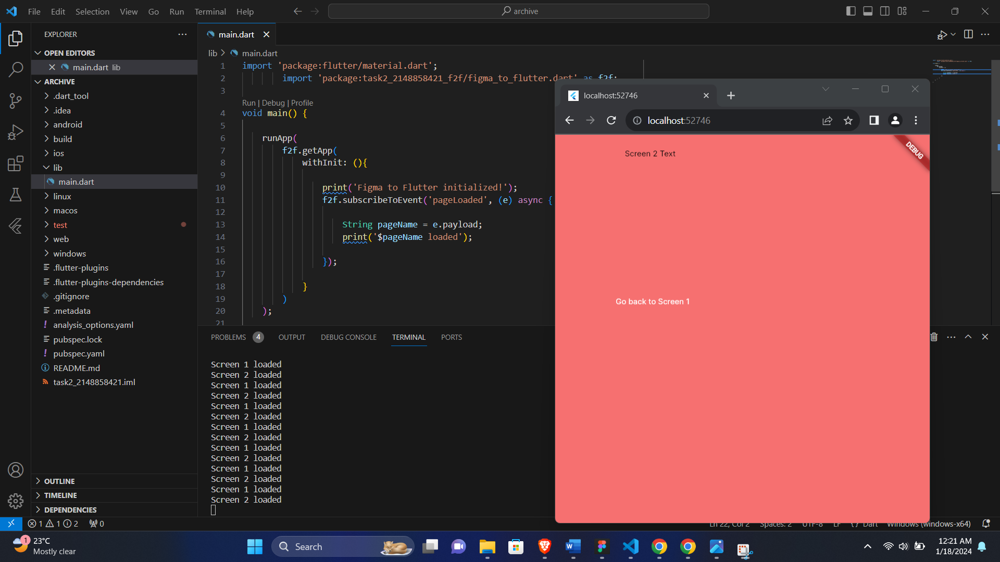 File Edit Selection View Go Run Terminal Help
archive
EXPLORER
OPEN EDITORS
main.dart lib
ARCHIVE
.dart_tool
.idea
android
build
ios
lib
main.dart
linux
macos
test
web
windows
.flutter-plugins
.flutter-plugins-dependencies
.gitignore
.metadata
analysis_options.yaml
pubspec.lock
pubspec.yaml
README.md
task2_2148858421.iml
OUTLINE
TIMELINE
DEPENDENCIES
main.dart
lib > main.dart
1 import 'package:flutter/material.dart';
2 import 'package:task2_2148858421_f2f/figma_to_flutter.dart' as f2f;
3
Run | Debug | Profile
4 void main() {
5
6 runApp(
7 f2f.getApp(
8 withInit: (){
9
10 print('Figma to Flutter initialized!');
11 f2f.subscribeToEvent('pageLoaded', (e) async {
12
13 String pageName = e.payload;
14 print('$pageName loaded');
15
16 });
17
18 }
19 )
20 );
21
PROBLEMS 4 OUTPUT DEBUG CONSOLE TERMINAL PORTS
Screen 1 loaded
Screen 2 loaded
Screen 1 loaded
Screen 2 loaded
Screen 1 loaded
Screen 2 loaded
Screen 1 loaded
Screen 2 loaded
Screen 1 loaded
Screen 2 loaded
Screen 1 loaded
Screen 2 loaded
Screen 1 loaded
Screen 2 loaded
localhost:52746
localhost:52746
DEBUG
Screen 2 Text
Go back to Screen 1
1 1 2 0
Ln 22, Col 2 Spaces: 2 UTF-8 LF {} Dart Windows (windows-x64)
1
23°C
Mostly clear
Search
12:21 AM
1/18/2024